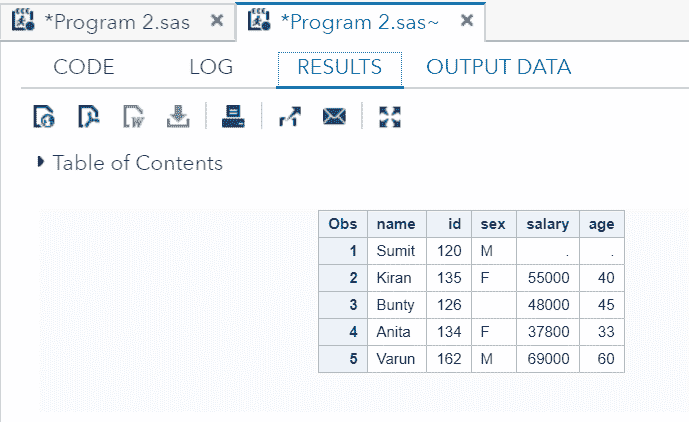 *Program 2.sas × *Program 2.sas~ ×
CODE LOG RESULTS OUTPUT DATA
Table of Contents
Obs name id sex salary age
1 Sumit 120 M . .
2 Kiran 135 F 55000 40
3 Bunty 126 48000 45
4 Anita 134 F 37800 33
5 Varun 162 M 69000 60